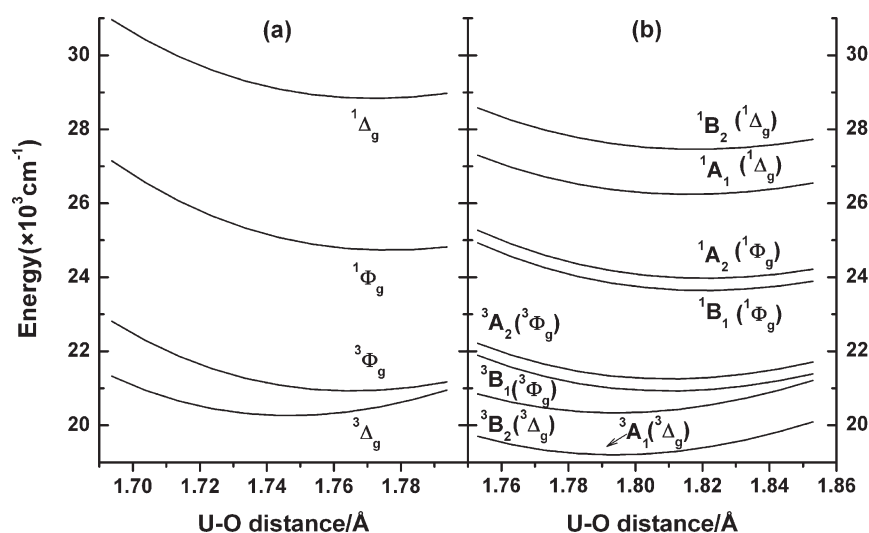 (a)
(b)
30
28
26
24
22
20
Energy(×10³cm⁻¹)
¹Δg
¹Φg
³Φg
³Δg
¹B₂ (¹Δg)
¹A₁ (¹Δg)
¹A₂ (¹Φg)
¹B₁ (¹Φg)
³A₂(³Φg)
³B₁(³Φg)
³B₂(³Δg)
³A₁(³Δg)
30
28
26
24
22
20
1.70 1.72 1.74 1.76 1.78
1.76 1.78 1.80 1.82 1.84 1.86
U-O distance/Å
U-O distance/Å